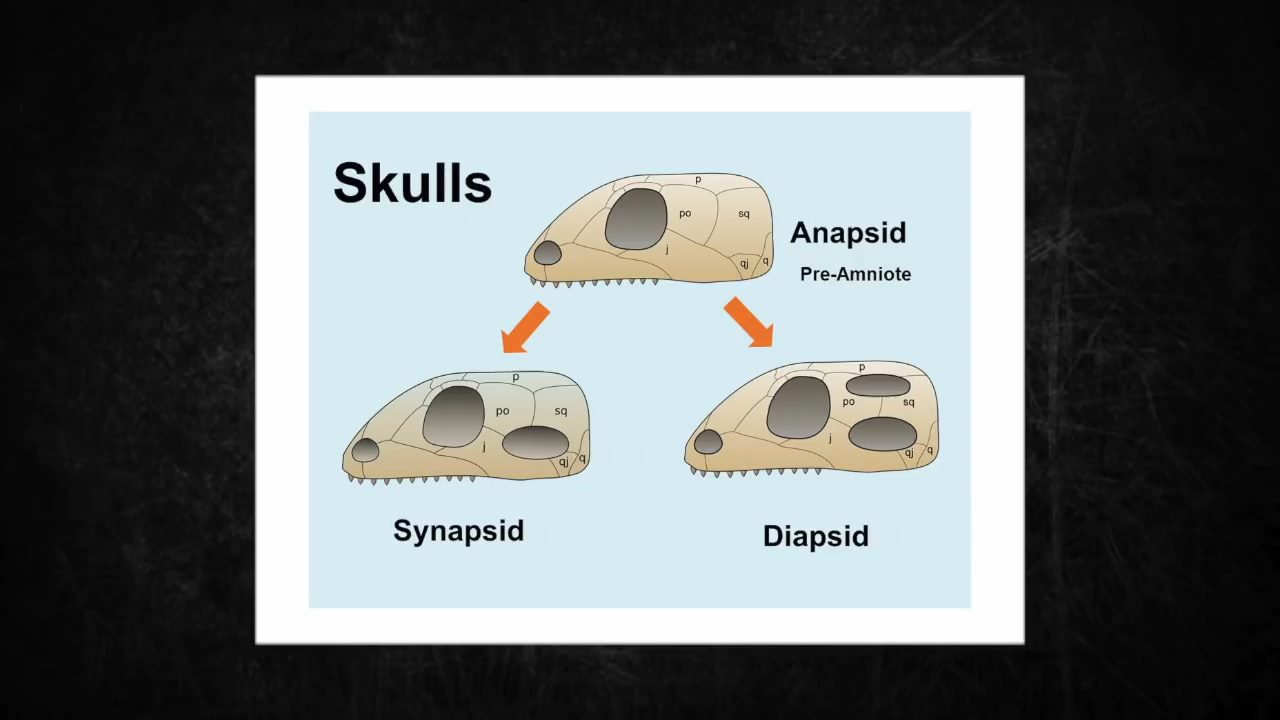 Skulls
p
po
sq
j
qj
q
Anapsid
Pre-Amniote
p
po
sq
j
qj
q
Synapsid
p
po
sq
j
qj
q
Diapsid